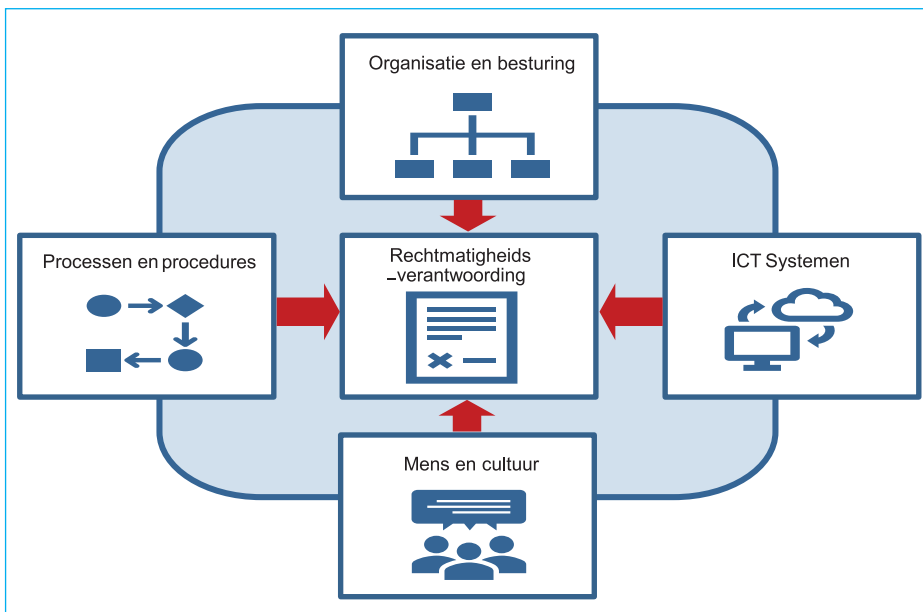 Organisatie en besturing
Processen en procedures
Rechtmatigheids
-verantwoording
ICT Systemen
Mens en cultuur